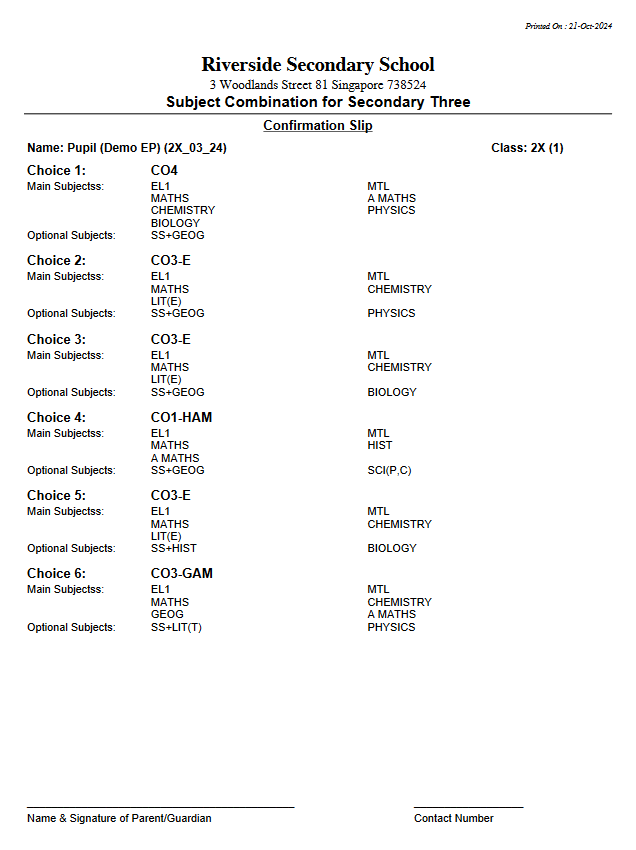 Printed On : 21-Oct-2024
Riverside Secondary School
3 Woodlands Street 81 Singapore 738524
Subject Combination for Secondary Three
Confirmation Slip
Name: Pupil (Demo EP) (2X_03_24) Class: 2X (1)
Choice 1: CO4
Main Subjectss: EL1 MTL
MATHS A MATHS
CHEMISTRY PHYSICS
BIOLOGY
Optional Subjects: SS+GEOG
Choice 2: CO3-E
Main Subjectss: EL1 MTL
MATHS CHEMISTRY
LIT(E)
Optional Subjects: SS+GEOG PHYSICS
Choice 3: CO3-E
Main Subjectss: EL1 MTL
MATHS CHEMISTRY
LIT(E)
Optional Subjects: SS+GEOG BIOLOGY
Choice 4: CO1-HAM
Main Subjectss: EL1 MTL
MATHS HIST
A MATHS
Optional Subjects: SS+GEOG SCI(P,C)
Choice 5: CO3-E
Main Subjectss: EL1 MTL
MATHS CHEMISTRY
LIT(E)
Optional Subjects: SS+HIST BIOLOGY
Choice 6: CO3-GAM
Main Subjectss: EL1 MTL
MATHS CHEMISTRY
GEOG A MATHS
Optional Subjects: SS+LIT(T) PHYSICS
Name & Signature of Parent/Guardian Contact Number